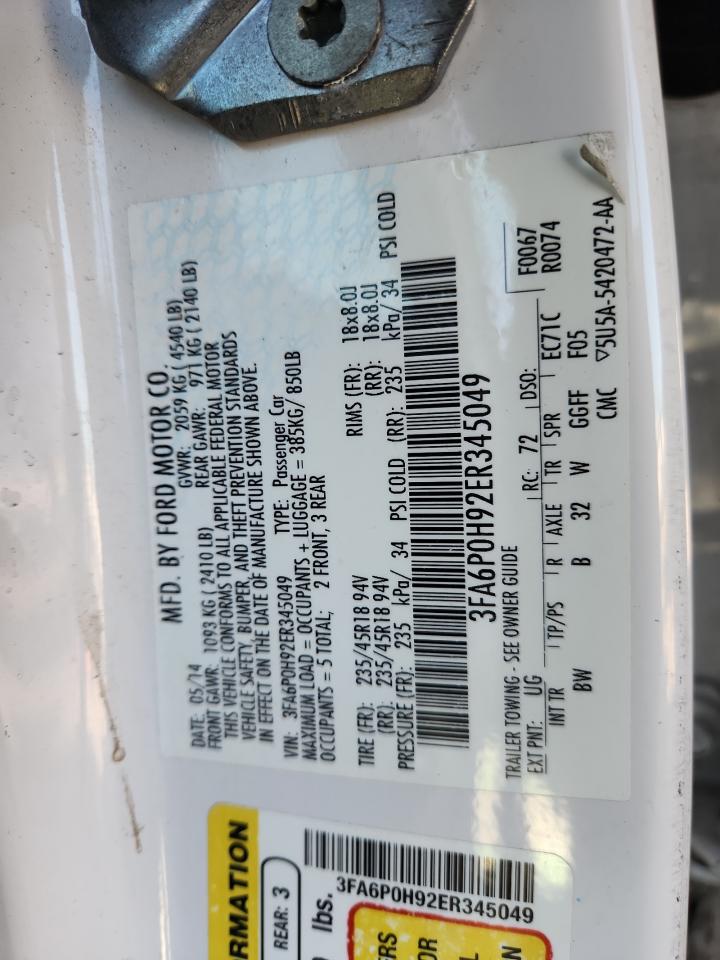 MFD. BY FORD MOTOR CO.
DATE: 05/14 GVWR: 2059 KG ( 4540 LB)
FRONT GAWR: 1093 KG ( 2410 LB) REAR GAWR: 971 KG ( 2140 LB)
THIS VEHICLE CONFORMS TO ALL APPLICABLE FEDERAL MOTOR
VEHICLE SAFETY, BUMPER, AND THEFT PREVENTION STANDARDS
IN EFFECT ON THE DATE OF MANUFACTURE SHOWN ABOVE.
VIN: 3FA6P0H92ER345049 TYPE: Passenger Car
MAXIMUM LOAD = OCCUPANTS + LUGGAGE = 385KG/ 850LB
OCCUPANTS = 5 TOTAL; 2 FRONT, 3 REAR
TIRE (FR): 235/45R18 94V RIMS (FR): 18x8.0J
(RR): 235/45R18 94V (RR): 18x8.0J
PRESSURE (FR): 235 kPa/ 34 PSI COLD (RR): 235 kPa/ 34 PSI COLD
3FA6P0H92ER345049
TRAILER TOWING - SEE OWNER GUIDE
F0067
R0074
EXT PNT: UG RC: 72 DSO: EC71C
INT TR TP/PS R AXLE TR SPR F05
BW B 32 W GGFF
CMC ▽5U5A-5420472-AA
RMATION
REAR: 3
lbs.
3FA6P0H92ER345049
ERS
OR
N